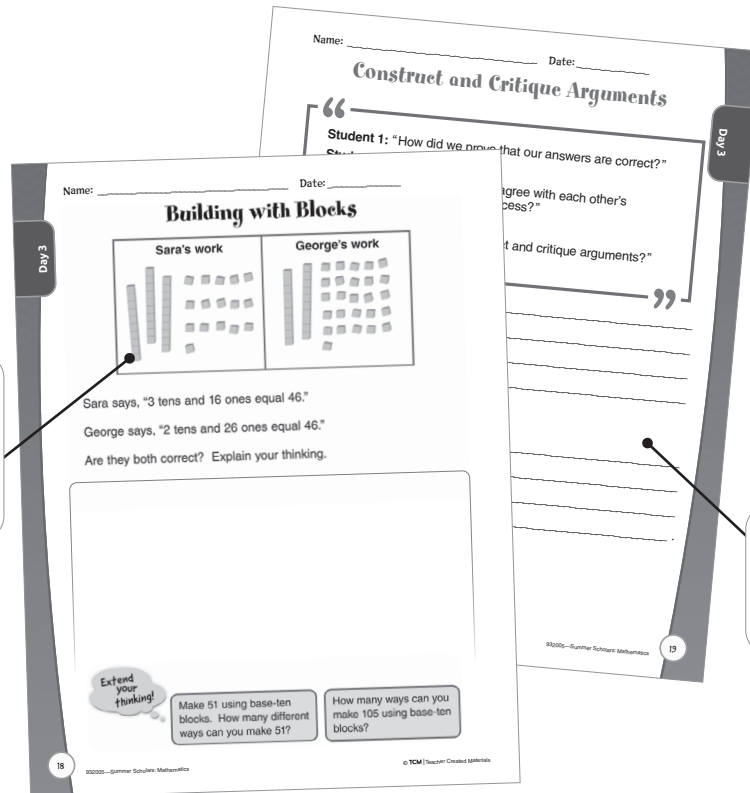 Name: Date:
Construct and Critique Arguments
Day 3
Student 1: "How did we prove that our answers are correct?"
agree with each other's
cess?"
t and critique arguments?"
932005—Summer Scholars: Mathematics
19
Name: Date:
Building with Blocks
Day 3
Sara's work
George's work
Sara says, "3 tens and 16 ones equal 46."
George says, "2 tens and 26 ones equal 46."
Are they both correct? Explain your thinking.
Extend
your
thinking!
Make 51 using base-ten
blocks. How many different
ways can you make 51?
How many ways can you
make 105 using base-ten
blocks?
18
932005—Summer Scholars: Mathematics
© TCM | Teacher Created Materials